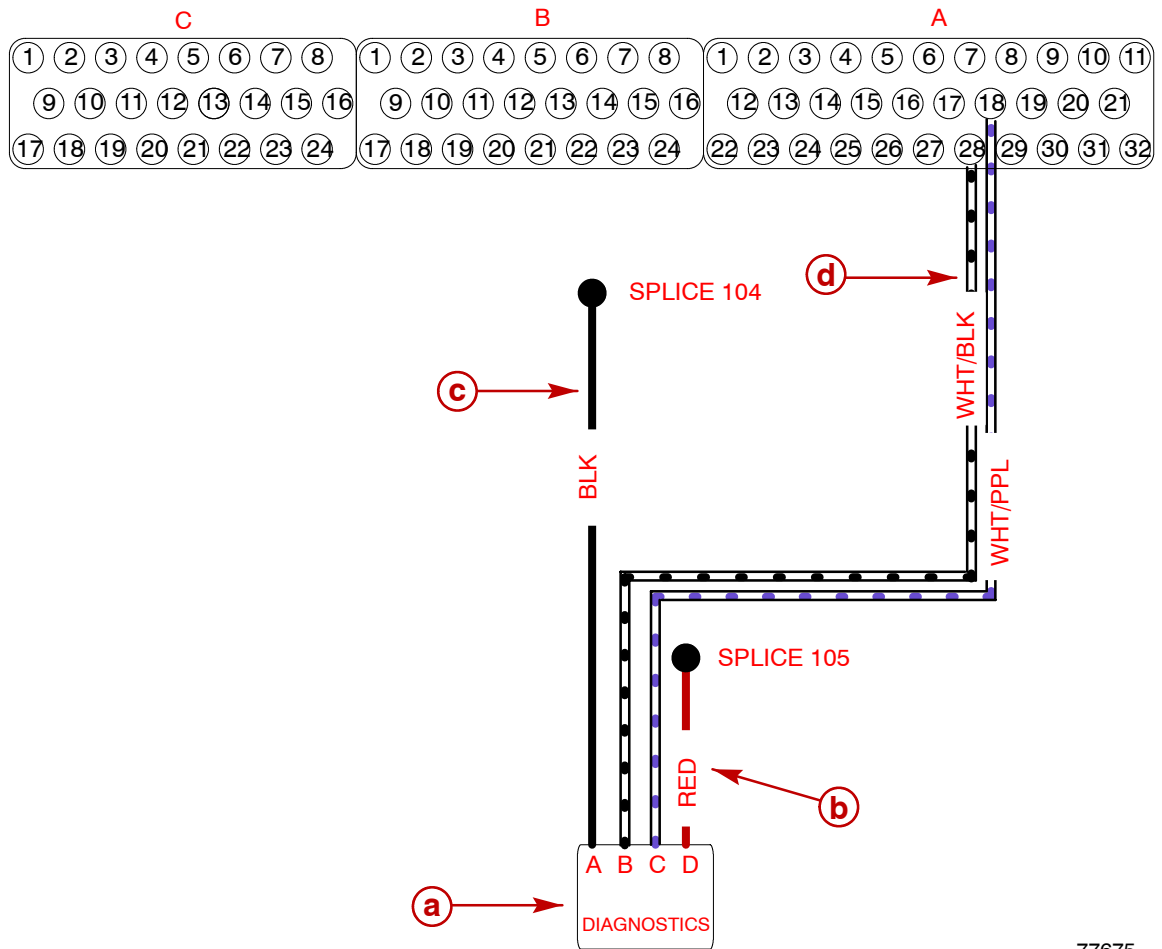 C B A
1 2 3 4 5 6 7 8 1 2 3 4 5 6 7 8 1 2 3 4 5 6 7 8 9 10 11
9 10 11 12 13 14 15 16 9 10 11 12 13 14 15 16 12 13 14 15 16 17 18 19 20 21
17 18 19 20 21 22 23 24 17 18 19 20 21 22 23 24 22 23 24 25 26 27 28 29 30 31 32
d
SPLICE 104
WHT/BLK
c
BLK
WHT/PPL
SPLICE 105
RED
b
A B C D
a
DIAGNOSTICS